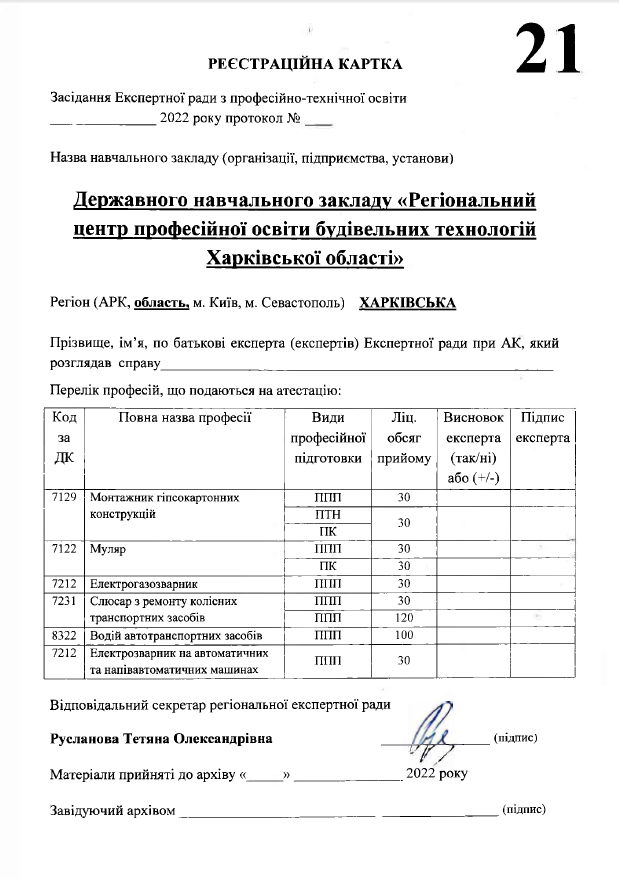 21
РЕЄСТРАЦІЙНА КАРТКА
Засідання Експертної ради з професійно-технічної освіти
___ ______________ 2022 року протокол № ____
Назва навчального закладу (організації, підприємства, установи)
Державного навчального закладу «Регіональний
центр професійної освіти будівельних технологій
Харківської області»
Регіон (АРК, область, м. Київ, м. Севастополь) ХАРКІВСЬКА
Прізвище, ім’я, по батькові експерта (експертів) Експертної ради при АК, який
розглядав справу____________________________________________________
Перелік професій, що подаються на атестацію:
Код за ДК | Повна назва професії | Види професійної підготовки | Ліц. обсяг прийому | Висновок експерта (так/ні) або (+/-) | Підпис експерта
7129 Монтажник гіпсокартонних ППП 30
конструкцій ПТН 30
ПК
7122 Муляр ППП 30
ПК 30
7212 Електрогазозварник ППП 30
7231 Слюсар з ремонту колісних ППП 30
транспортних засобів ППП 120
8322 Водій автотранспортних засобів ППП 100
7212 Електрозварник на автоматичних ППП 30
та напівавтоматичних машинах
Відповідальний секретар регіональної експертної ради
Русланова Тетяна Олександрівна ______________ (підпис)
Матеріали прийняті до архіву «_____» ______________ 2022 року
Завідуючий архівом __________________________ _______________ (підпис)